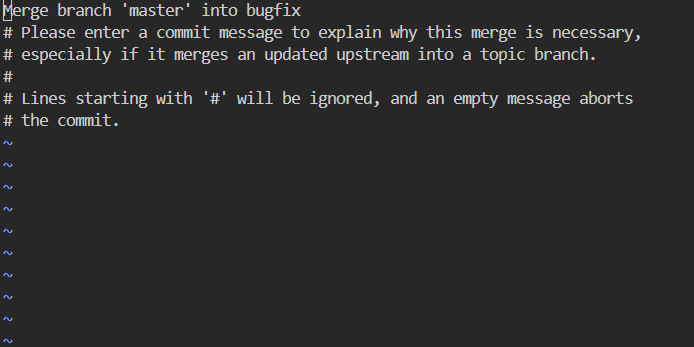 Merge branch 'master' into bugfix
# Please enter a commit message to explain why this merge is necessary,
# especially if it merges an updated upstream into a topic branch.
#
# Lines starting with '#' will be ignored, and an empty message aborts
# the commit.
~
~
~
~
~
~
~
~
~
~